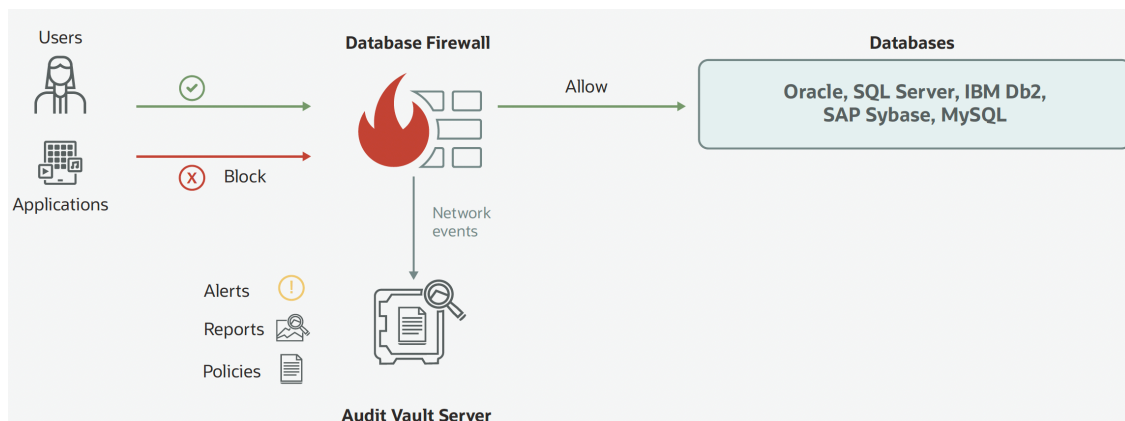 Users
Database Firewall
Databases
Allow
Oracle, SQL Server, IBM Db2,
SAP Sybase, MySQL
X
Block
Applications
Network
events
Alerts
!
Reports
Policies
Audit Vault Server